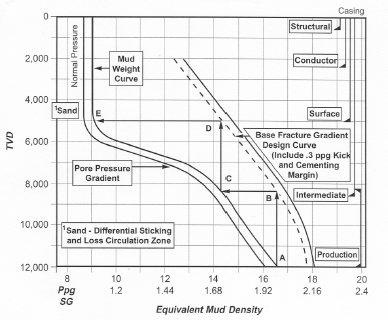 Casing
0
2,000
4,000
6,000
8,000
10,000
12,000
TVD
Normal Pressure
Mud
Weight
Curve
Structural
Conductor
Surface
Intermediate
Production
1Sand
E
D
C
B
A
Base Fracture Gradient
Design Curve
(Include .3 ppg Kick
and Cementing
Margin)
Pore Pressure
Gradient
1Sand - Differential Sticking
and Loss Circulation Zone
8 10 12 14 16 18 20
Ppg
SG 1.2 1.44 1.68 1.92 2.16 2.4
Equivalent Mud Density